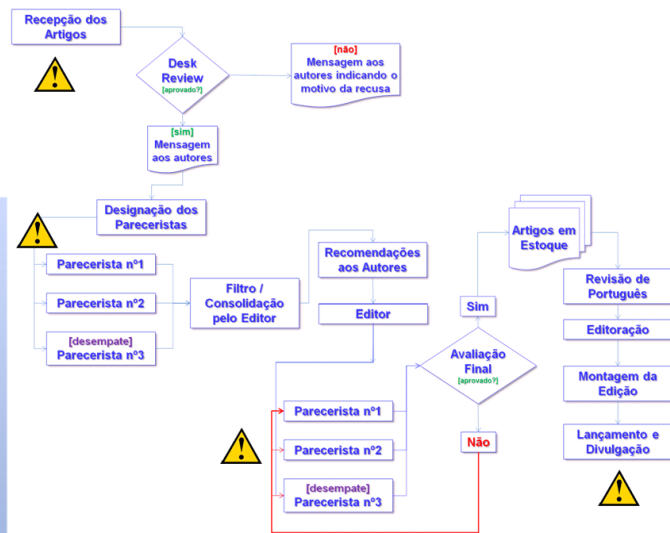 Recepção dos
Artigos
Desk
Review
[aprovado?]
[não]
Mensagem aos
autores indicando o
motivo da recusa
[sim]
Mensagem
aos autores
Designação dos
Pareceristas
Parecerista nº1
Parecerista nº2
[desempate]
Parecerista nº3
Filtro /
Consolidação
pelo Editor
Recomendações
aos Autores
Editor
Parecerista nº1
Parecerista nº2
[desempate]
Parecerista nº3
Avaliação
Final
[aprovado?]
Sim
Não
Artigos em
Estoque
Revisão de
Português
Editoração
Montagem da
Edição
Lançamento e
Divulgação